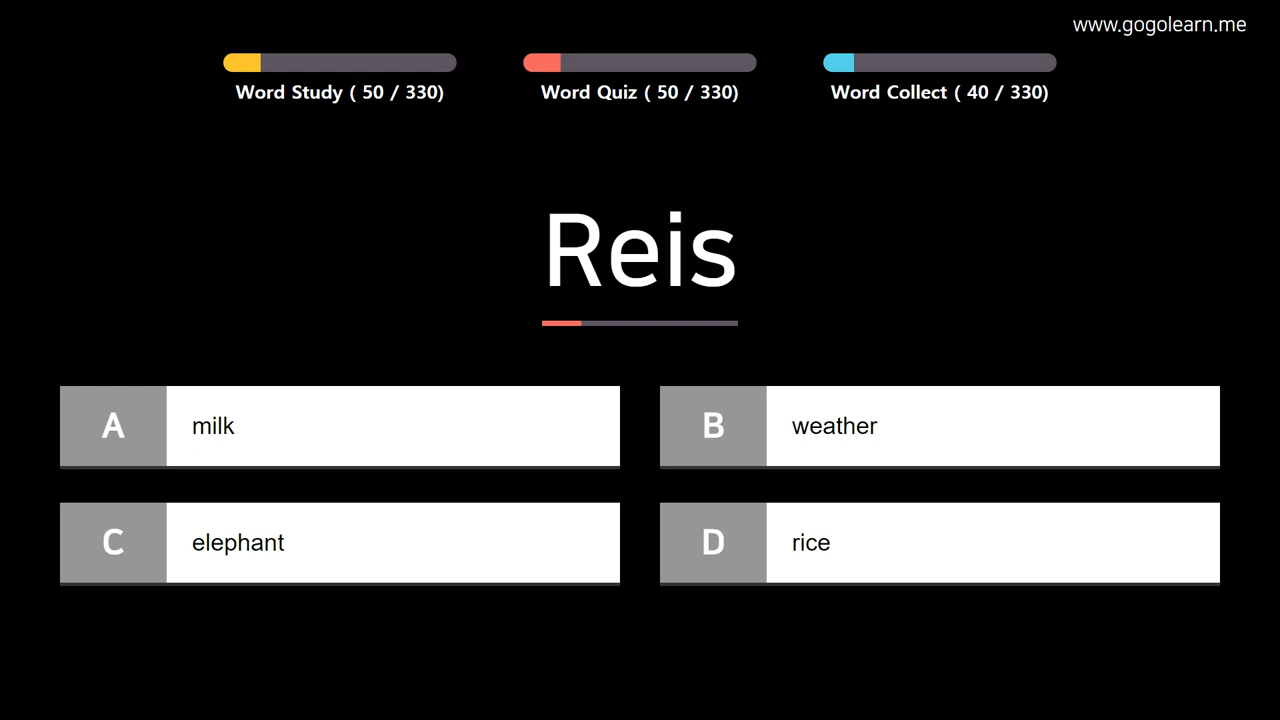 www.gogolearn.me
Word Study ( 50 / 330)
Word Quiz ( 50 / 330)
Word Collect ( 40 / 330)
Reis
A milk
B weather
C elephant
D rice